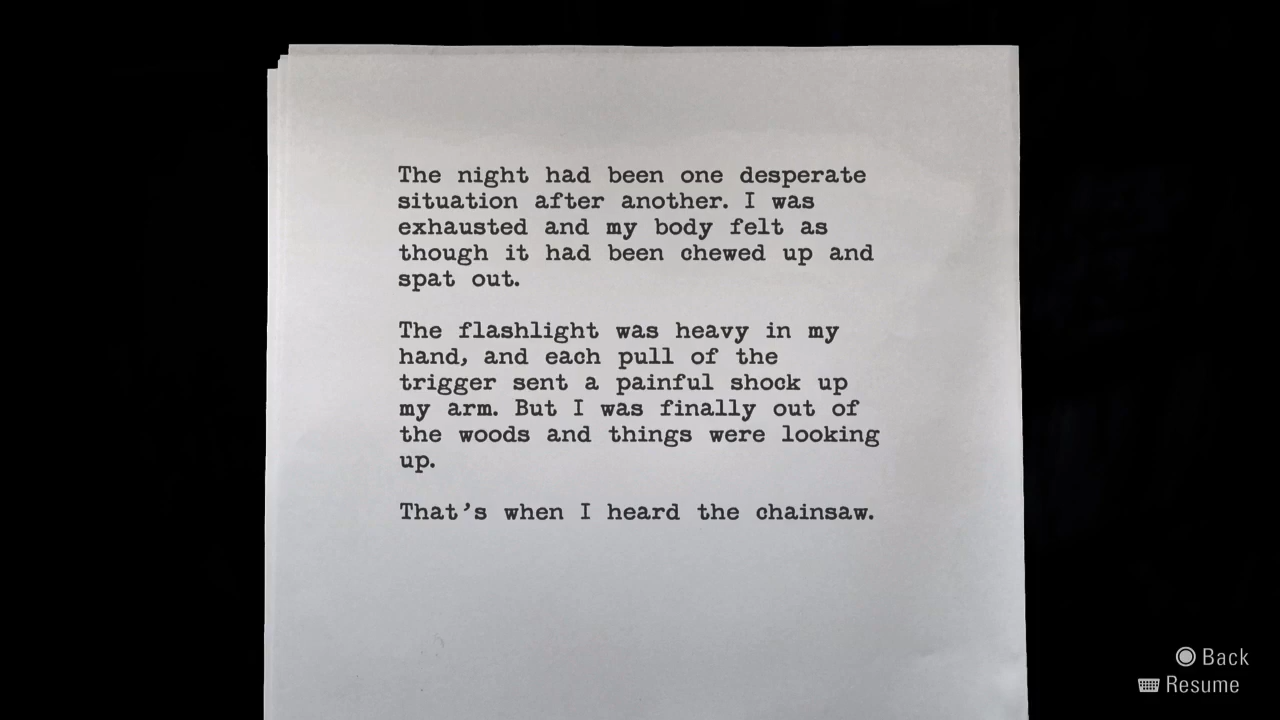 The night had been one desperate
situation after another. I was
exhausted and my body felt as
though it had been chewed up and
spat out.
The flashlight was heavy in my
hand, and each pull of the
trigger sent a painful shock up
my arm. But I was finally out of
the woods and things were looking
up.
That's when I heard the chainsaw.
Back
Resume